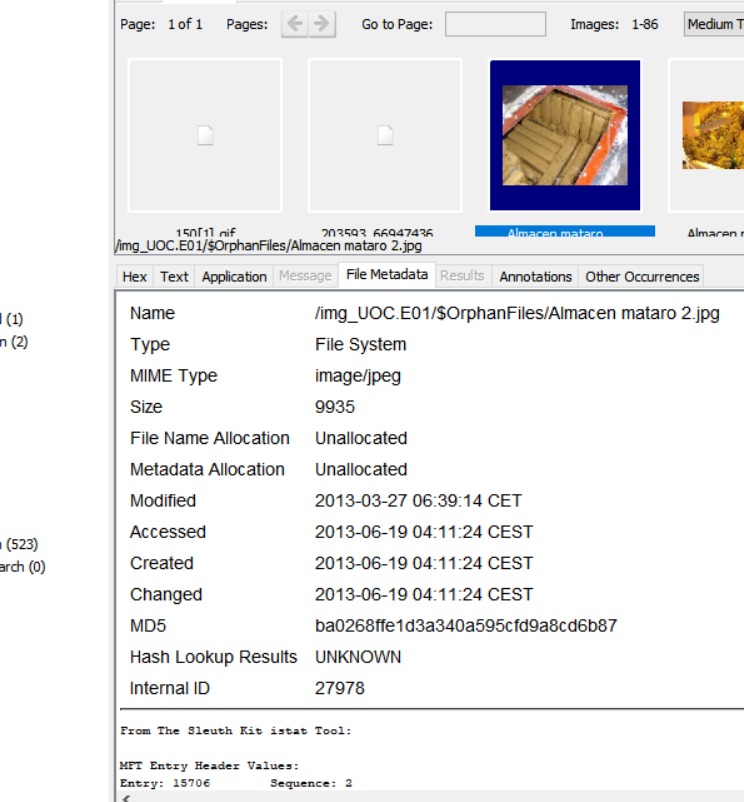 Page: 1 of 1 Pages: Go to Page: Images: 1-86 Medium T
150[1].gif 203593_66947436 Almacen mataro Almacen
/img_UOC.E01/$OrphanFiles/Almacen mataro 2.jpg
Hex Text Application Message File Metadata Results Annotations Other Occurrences
Name /img_UOC.E01/$OrphanFiles/Almacen mataro 2.jpg
(1)
Type File System
n (2)
MIME Type image/jpeg
Size 9935
File Name Allocation Unallocated
Metadata Allocation Unallocated
Modified 2013-03-27 06:39:14 CET
Accessed 2013-06-19 04:11:24 CEST
(523)
Created 2013-06-19 04:11:24 CEST
arch (0)
Changed 2013-06-19 04:11:24 CEST
MD5 ba0268ffe1d3a340a595cfd9a8cd6b87
Hash Lookup Results UNKNOWN
Internal ID 27978
From The Sleuth Kit istat Tool:
MFT Entry Header Values:
Entry: 15706 Sequence: 2